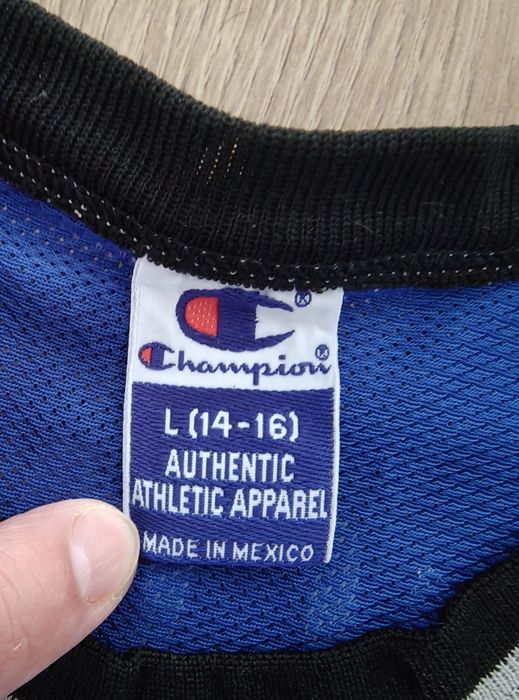 ®
Champion®
L (14-16)
AUTHENTIC
ATHLETIC APPAREL
MADE IN MEXICO